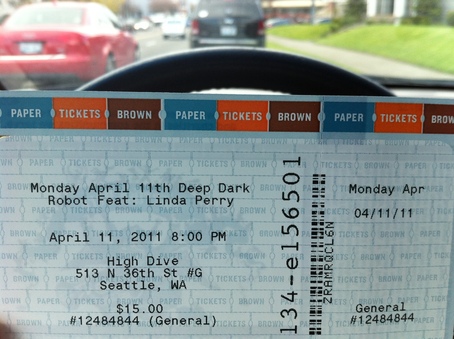 PAPER TICKETS BROWN PAPER TICKETS BROWN PAPER TICKETS BROW
Monday April 11th Deep Dark
Robot Feat: Linda Perry
April 11, 2011 8:00 PM
High Dive
513 N 36th St #G
Seattle, WA
$15.00
#12484844 (General)
134-e156501
ZRAMRQCL6N
Monday Apr
04/11/11
General
#12484844